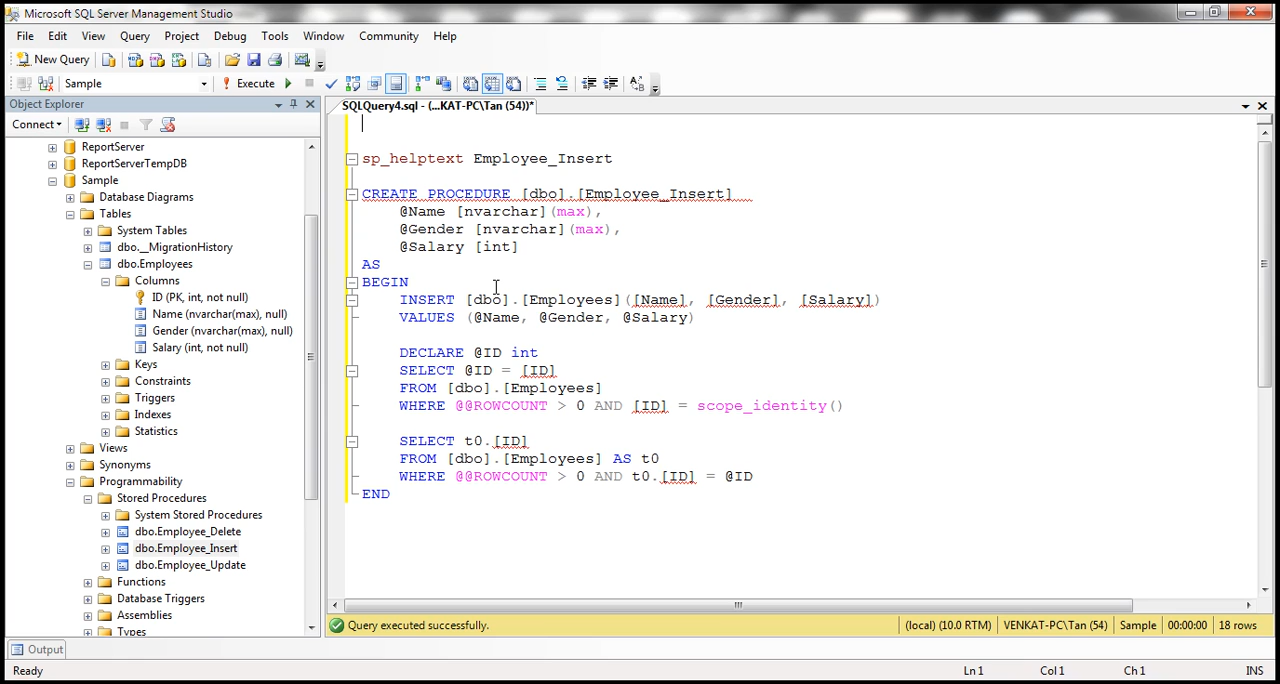 Microsoft SQL Server Management Studio
File Edit View Query Project Debug Tools Window Community Help
New Query
Sample Execute
Object Explorer
SQLQuery4.sql - (...KAT-PC\Tan (54))*
Connect
ReportServer
ReportServerTempDB
Sample
Database Diagrams
Tables
System Tables
dbo.__MigrationHistory
dbo.Employees
Columns
ID (PK, int, not null)
Name (nvarchar(max), null)
Gender (nvarchar(max), null)
Salary (int, not null)
Keys
Constraints
Triggers
Indexes
Statistics
Views
Synonyms
Programmability
Stored Procedures
System Stored Procedures
dbo.Employee_Delete
dbo.Employee_Insert
dbo.Employee_Update
Functions
Database Triggers
Assemblies
Types
sp_helptext Employee_Insert
CREATE PROCEDURE [dbo].[Employee_Insert]
@Name [nvarchar](max),
@Gender [nvarchar](max),
@Salary [int]
AS
BEGIN
INSERT [dbo].[Employees]([Name], [Gender], [Salary])
VALUES (@Name, @Gender, @Salary)
DECLARE @ID int
SELECT @ID = [ID]
FROM [dbo].[Employees]
WHERE @@ROWCOUNT > 0 AND [ID] = scope_identity()
SELECT t0.[ID]
FROM [dbo].[Employees] AS t0
WHERE @@ROWCOUNT > 0 AND t0.[ID] = @ID
END
Query executed successfully. (local) (10.0 RTM) VENKAT-PC\Tan (54) Sample 00:00:00 18 rows
Output
Ready Ln 1 Col 1 Ch 1 INS